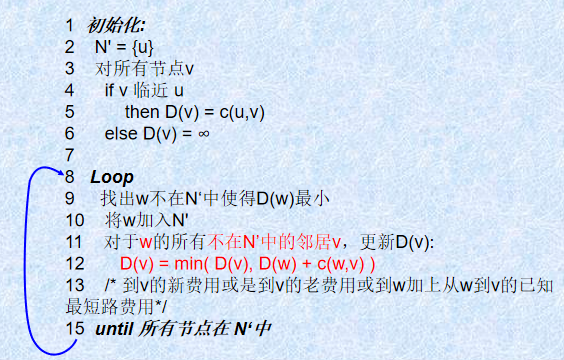 1 初始化:
2 N' = {u}
3 对所有节点v
4 if v 临近 u
5 then D(v) = c(u,v)
6 else D(v) = ∞
7
8 Loop
9 找出w不在N‘中使得D(w)最小
10 将w加入N'
11 对于w的所有不在N’中的邻居v，更新D(v):
12 D(v) = min( D(v), D(w) + c(w,v) )
13 /* 到v的新费用或是到v的老费用或到w加上从w到v的已知
最短路费用*/
15 until 所有节点在 N‘中